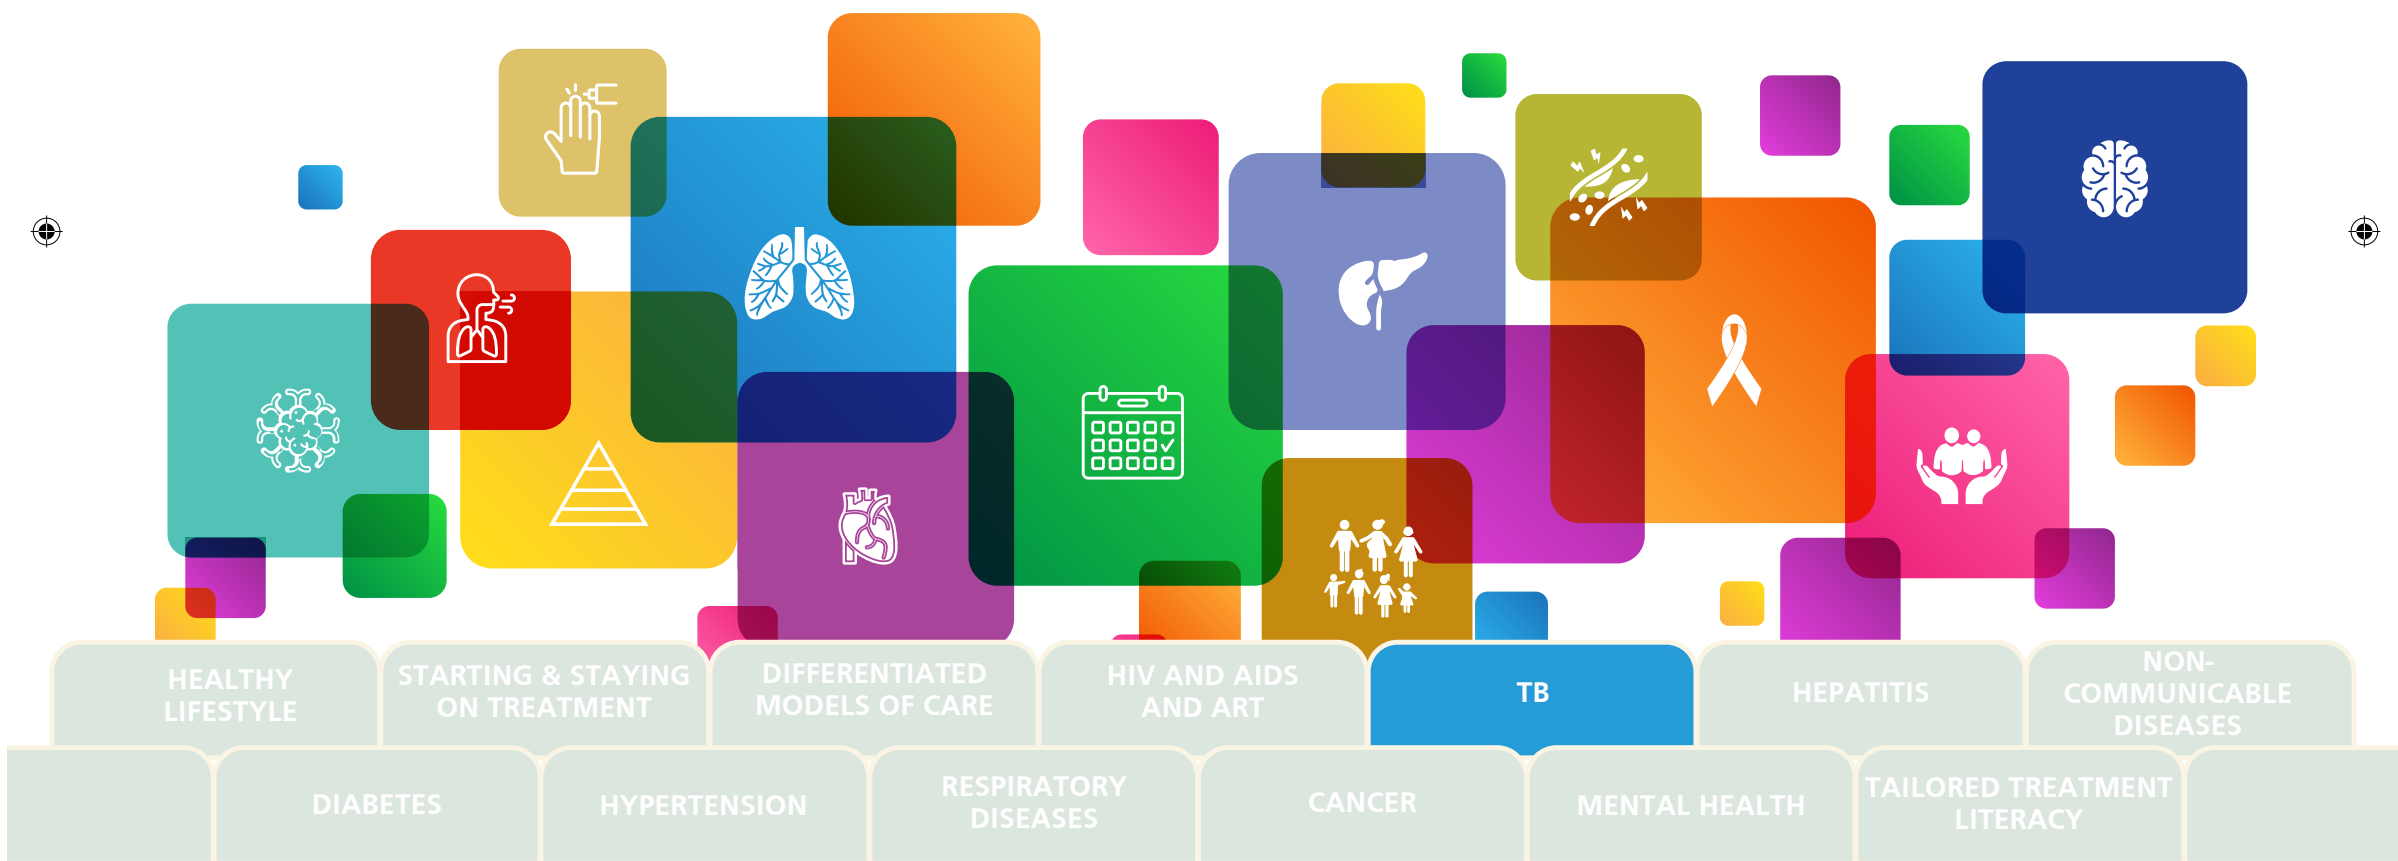 HEALTHY
LIFESTYLE
STARTING & STAYING
ON TREATMENT
DIFFERENTIATED
MODELS OF CARE
HIV AND AIDS
AND ART
TB
HEPATITIS
NON-
COMMUNICABLE
DISEASES
DIABETES
HYPERTENSION
RESPIRATORY
DISEASES
CANCER
MENTAL HEALTH
TAILORED TREATMENT
LITERACY